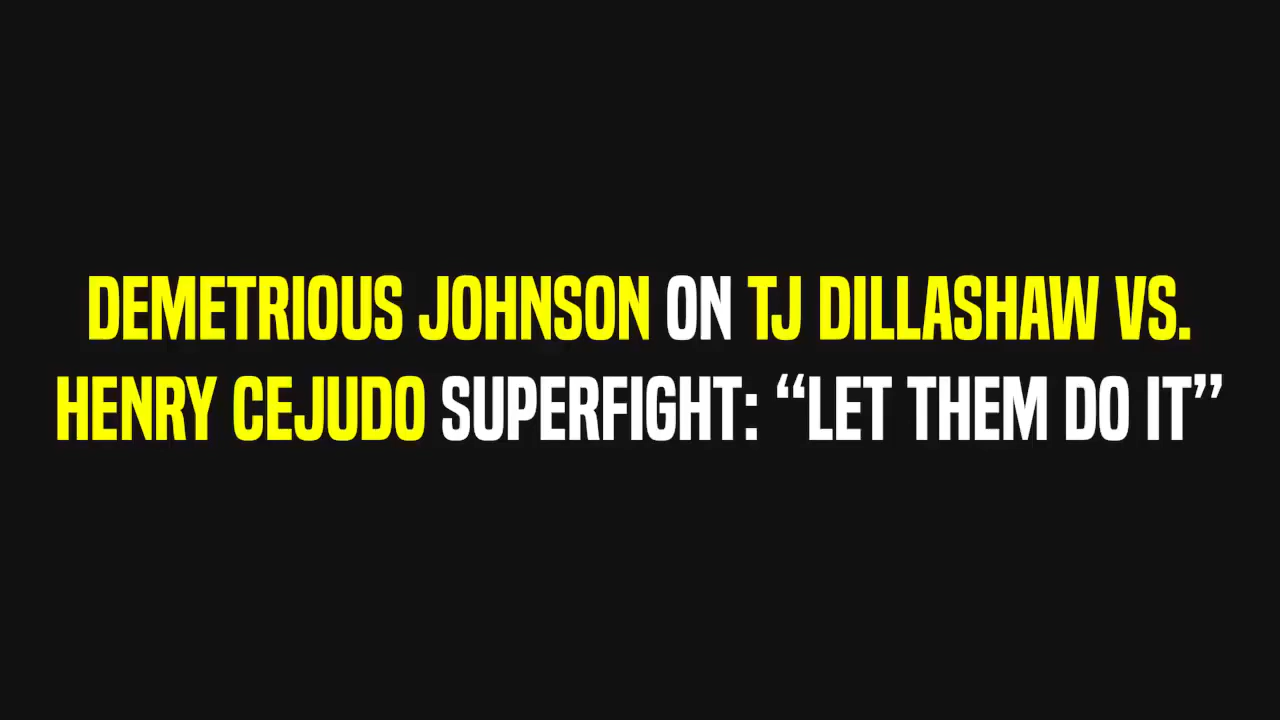 DEMETRIOUS JOHNSON ON TJ DILLASHAW VS.
HENRY CEJUDO SUPERFIGHT: “LET THEM DO IT”